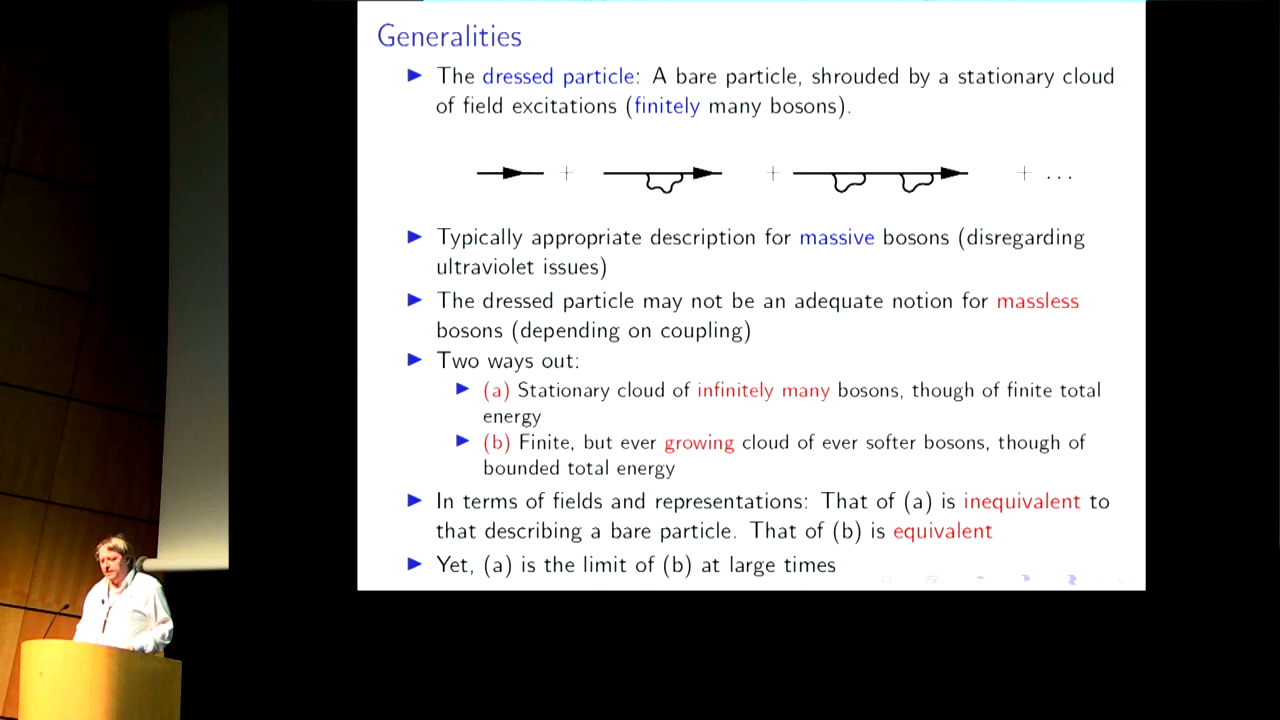 Generalities
▶ The dressed particle: A bare particle, shrouded by a stationary cloud
of field excitations (finitely many bosons).
+ + + ...
▶ Typically appropriate description for massive bosons (disregarding
ultraviolet issues)
▶ The dressed particle may not be an adequate notion for massless
bosons (depending on coupling)
▶ Two ways out:
▶ (a) Stationary cloud of infinitely many bosons, though of finite total
energy
▶ (b) Finite, but ever growing cloud of ever softer bosons, though of
bounded total energy
▶ In terms of fields and representations: That of (a) is inequivalent to
that describing a bare particle. That of (b) is equivalent
▶ Yet, (a) is the limit of (b) at large times